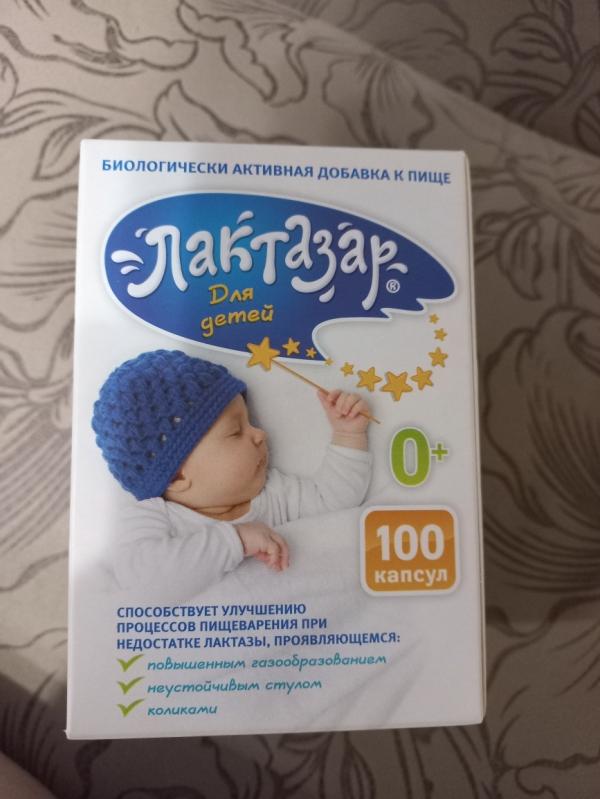 БИОЛОГИЧЕСКИ АКТИВНАЯ ДОБАВКА К ПИЩЕ
Лактазар®
Для
детей
0+
100
капсул
СПОСОБСТВУЕТ УЛУЧШЕНИЮ
ПРОЦЕССОВ ПИЩЕВАРЕНИЯ ПРИ
НЕДОСТАТКЕ ЛАКТАЗЫ, ПРОЯВЛЯЮЩЕМСЯ:
повышенным газообразованием
неустойчивым стулом
коликами